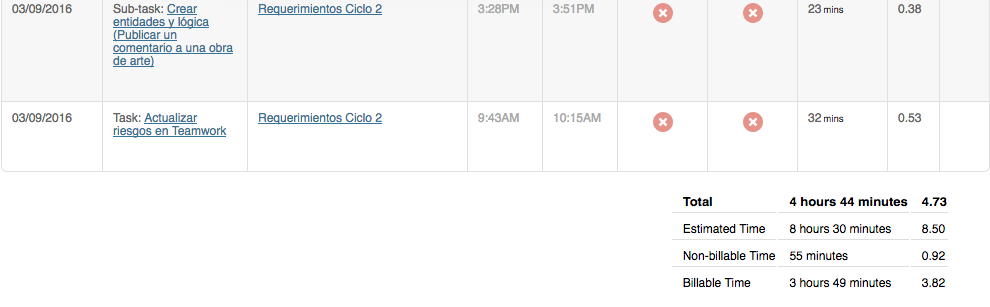 03/09/2016 Sub-task: Crear Requerimientos Ciclo 2 3:28PM 3:51PM 23 mins 0.38
entidades y lógica
(Publicar un
comentario a una obra
de arte)
03/09/2016 Task: Actualizar Requerimientos Ciclo 2 9:43AM 10:15AM 32 mins 0.53
riesgos en Teamwork
Total 4 hours 44 minutes 4.73
Estimated Time 8 hours 30 minutes 8.50
Non-billable Time 55 minutes 0.92
Billable Time 3 hours 49 minutes 3.82